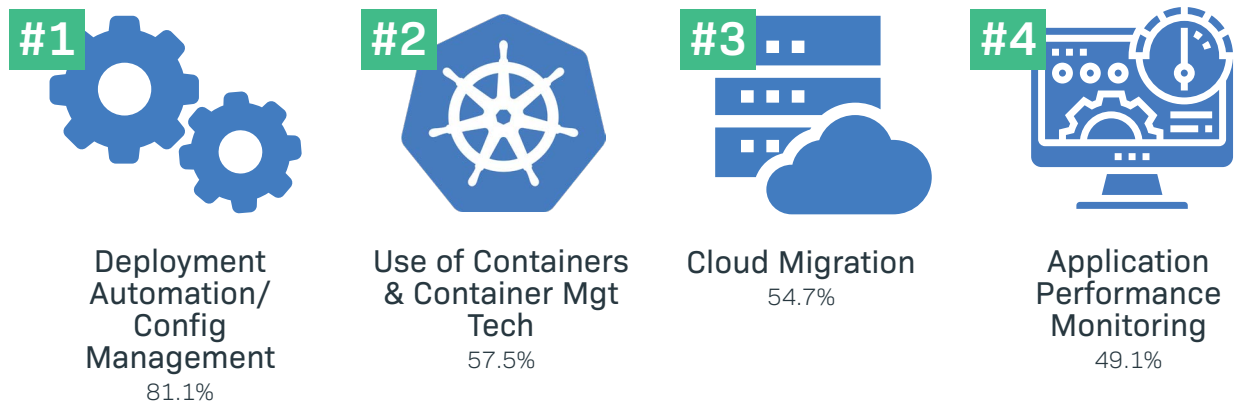 #1
Deployment
Automation/
Config
Management
81.1%
#2
Use of Containers
& Container Mgt
Tech
57.5%
#3
Cloud Migration
54.7%
#4
Application
Performance
Monitoring
49.1%